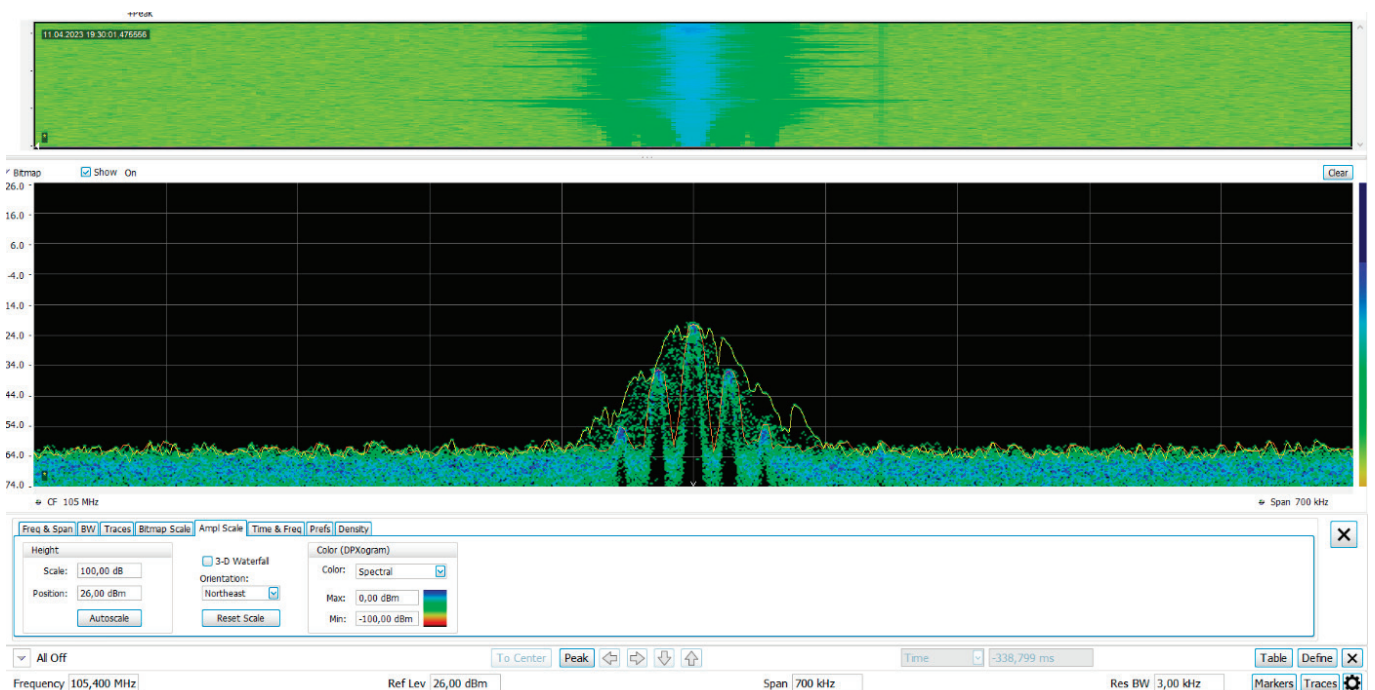 +Peak
11.04.2023 19:30:01.476556
Bitmap Show On Clear
26.0
16.0
6.0
-4.0
14.0
24.0
34.0
44.0
54.0
64.0
74.0
CF 105 MHz Span 700 kHz
Freq & Span BW Traces Bitmap Scale Ampl Scale Time & Freq Prefs Density
Height Color (DPXogram)
Scale: 100,00 dB 3-D Waterfall Color: Spectral
Orientation:
Position: 26,00 dBm Northeast Max: 0,00 dBm
Autoscale Reset Scale Min: -100,00 dBm
All Off To Center Peak Time -338,799 ms Table Define X
Frequency 105,400 MHz Ref Lev 26,00 dBm Span 700 kHz Res BW 3,00 kHz Markers Traces